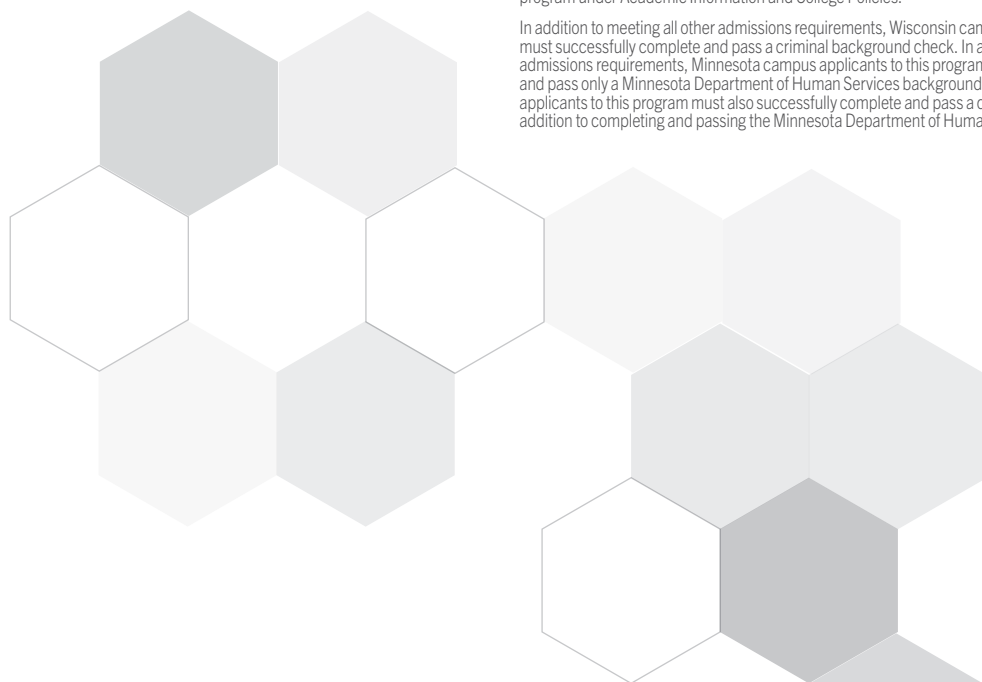 program under Academic Information and College Policies.
In addition to meeting all other admissions requirements, Wisconsin
must successfully complete and pass a criminal background check. In
admissions requirements, Minnesota campus applicants to this program
and pass only a Minnesota Department of Human Services background
applicants to this program must also successfully complete and pass a
addition to completing and passing the Minnesota Department of